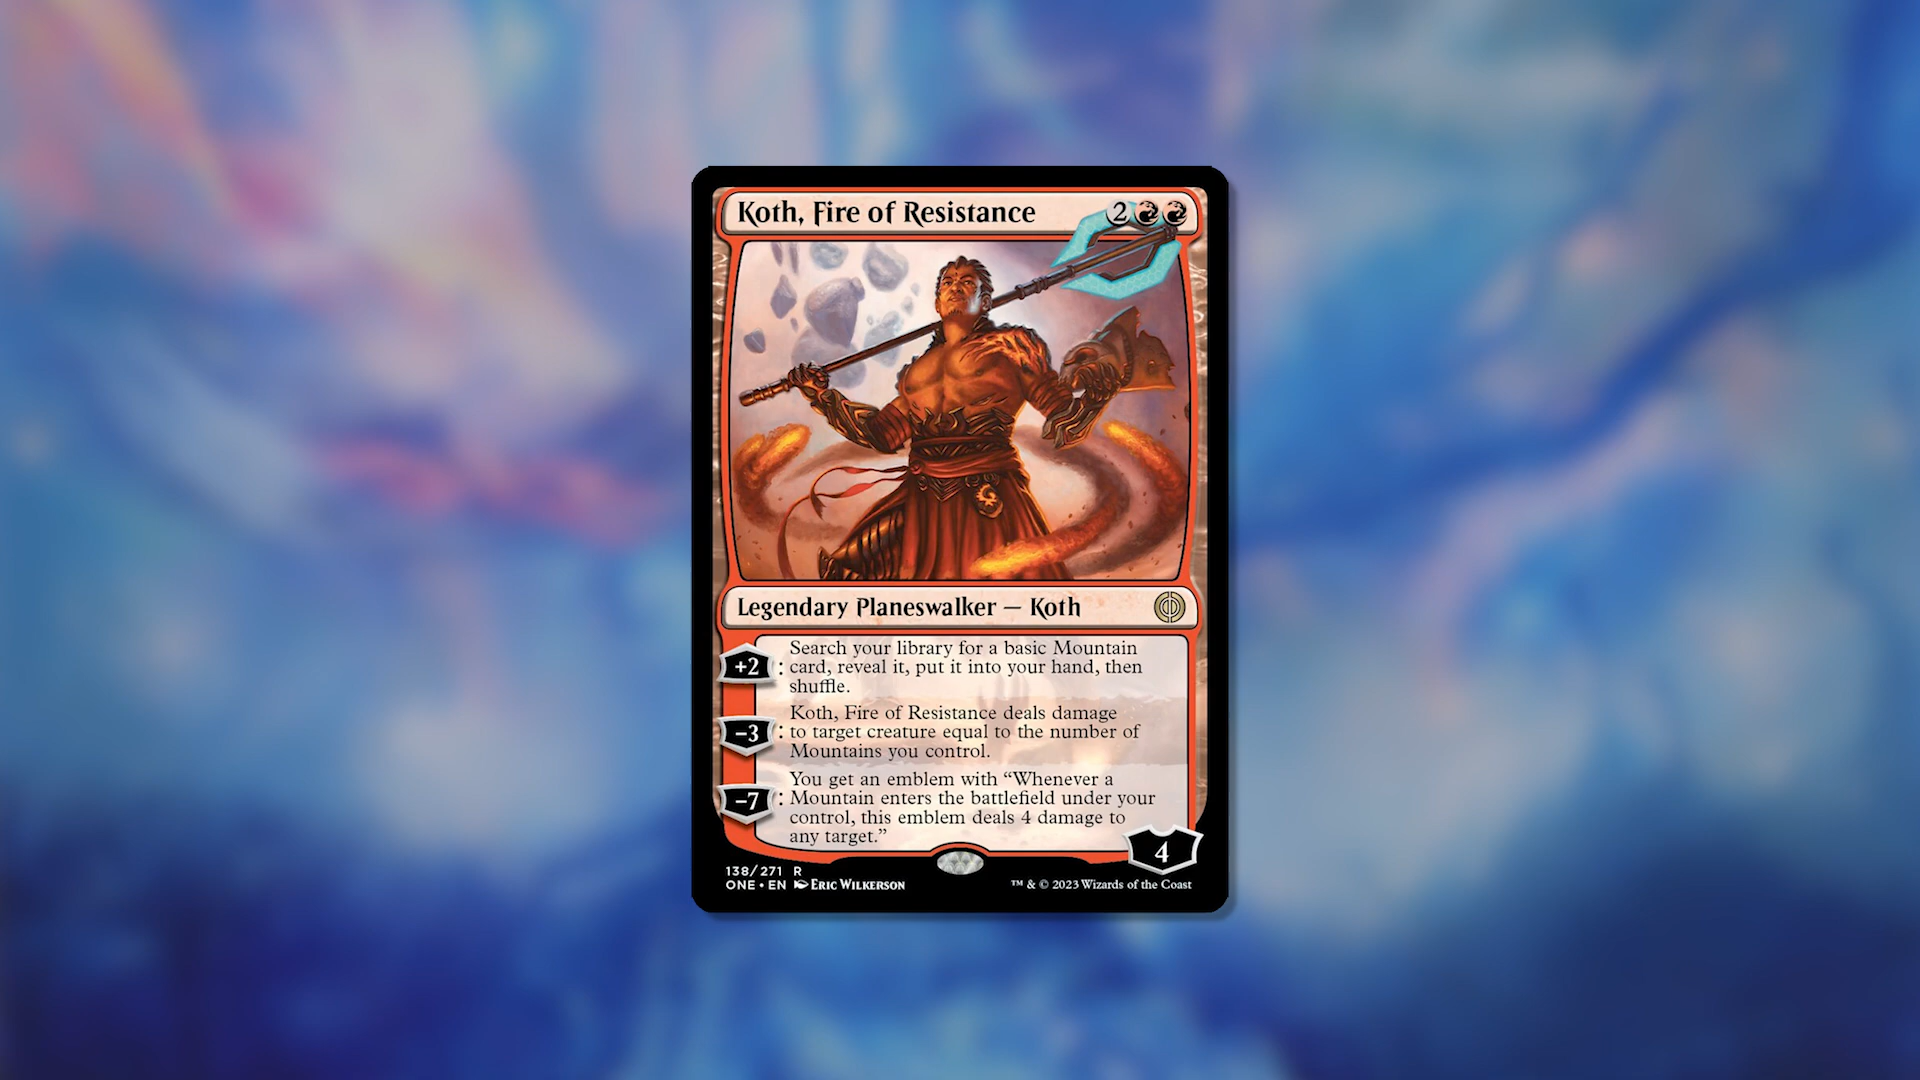 Koth, Fire of Resistance 2
Legendary Planeswalker — Koth
Search your library for a basic Mountain
+2 : card, reveal it, put it into your hand, then
shuffle.
Koth, Fire of Resistance deals damage
−3 : to target creature equal to the number of
Mountains you control.
You get an emblem with “Whenever a
−7 : Mountain enters the battlefield under your
control, this emblem deals 4 damage to
any target.”
4
138/271 R
ONE • EN Eric Wilkerson
™ & © 2023 Wizards of the Coast